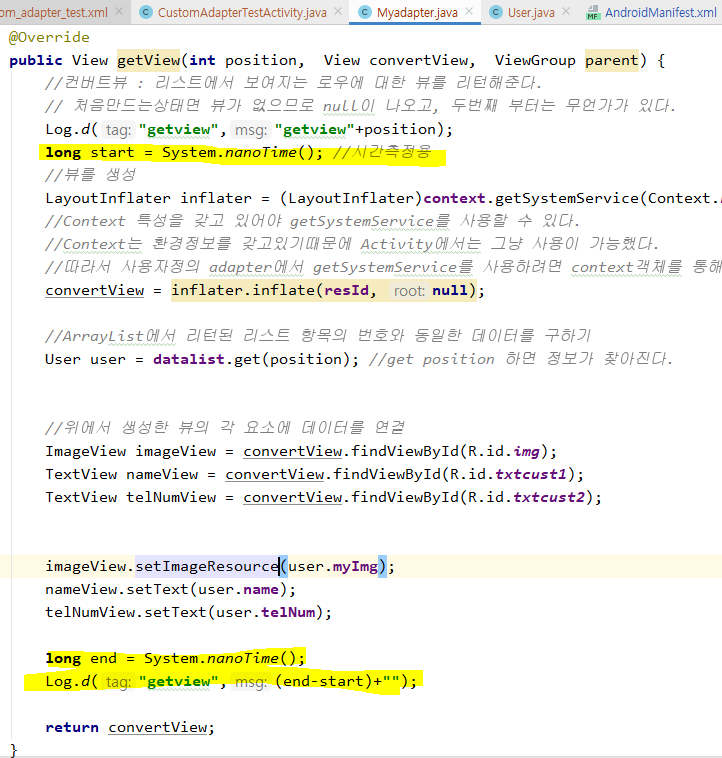 om_adapter_test.xml CustomAdapterTestActivity.java Myadapter.java User.java AndroidManifest.xml
@Override
public View getView(int position, View convertView, ViewGroup parent) {
//컨버트뷰 : 리스트에서 보여지는 로우에 대한 뷰를 리턴해준다.
// 처음만드는상태면 뷰가 없으므로 null이 나오고, 두번째 부터는 무언가가 있다.
Log.d( tag: "getview", msg: "getview"+position);
long start = System.nanoTime(); //시간측정용
//뷰를 생성
LayoutInflater inflater = (LayoutInflater)context.getSystemService(Context.
//Context 특성을 갖고 있어야 getSystemService를 사용할 수 있다.
//Context는 환경정보를 갖고있기때문에 Activity에서는 그냥 사용이 가능했다.
//따라서 사용자정의 adapter에서 getSystemService를 사용하려면 context객체를 통해
convertView = inflater.inflate(resId, root: null);
//ArrayList에서 리턴된 리스트 항목의 번호와 동일한 데이터를 구하기
User user = datalist.get(position); //get position 하면 정보가 찾아진다.
//위에서 생성한 뷰의 각 요소에 데이터를 연결
ImageView imageView = convertView.findViewById(R.id.img);
TextView nameView = convertView.findViewById(R.id.txtcust1);
TextView telNumView = convertView.findViewById(R.id.txtcust2);
imageView.setImageResource(user.myImg);
nameView.setText(user.name);
telNumView.setText(user.telNum);
long end = System.nanoTime();
Log.d( tag: "getview", msg: (end-start)+"");
return convertView;
}